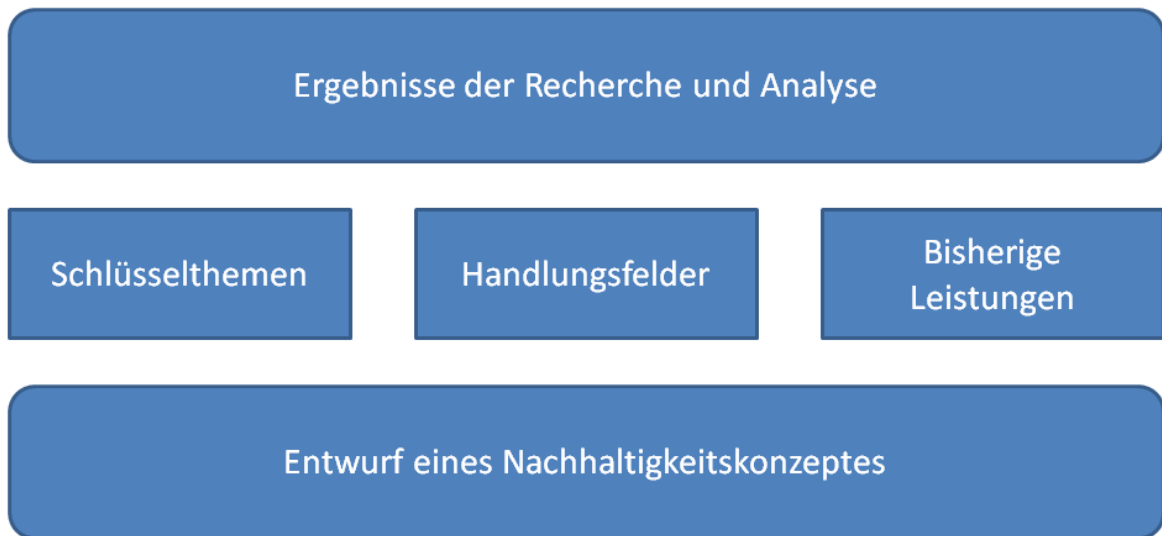 Ergebnisse der Recherche und Analyse
Schlüsselthemen
Handlungsfelder
Bisherige
Leistungen
Entwurf eines Nachhaltigkeitskonzeptes